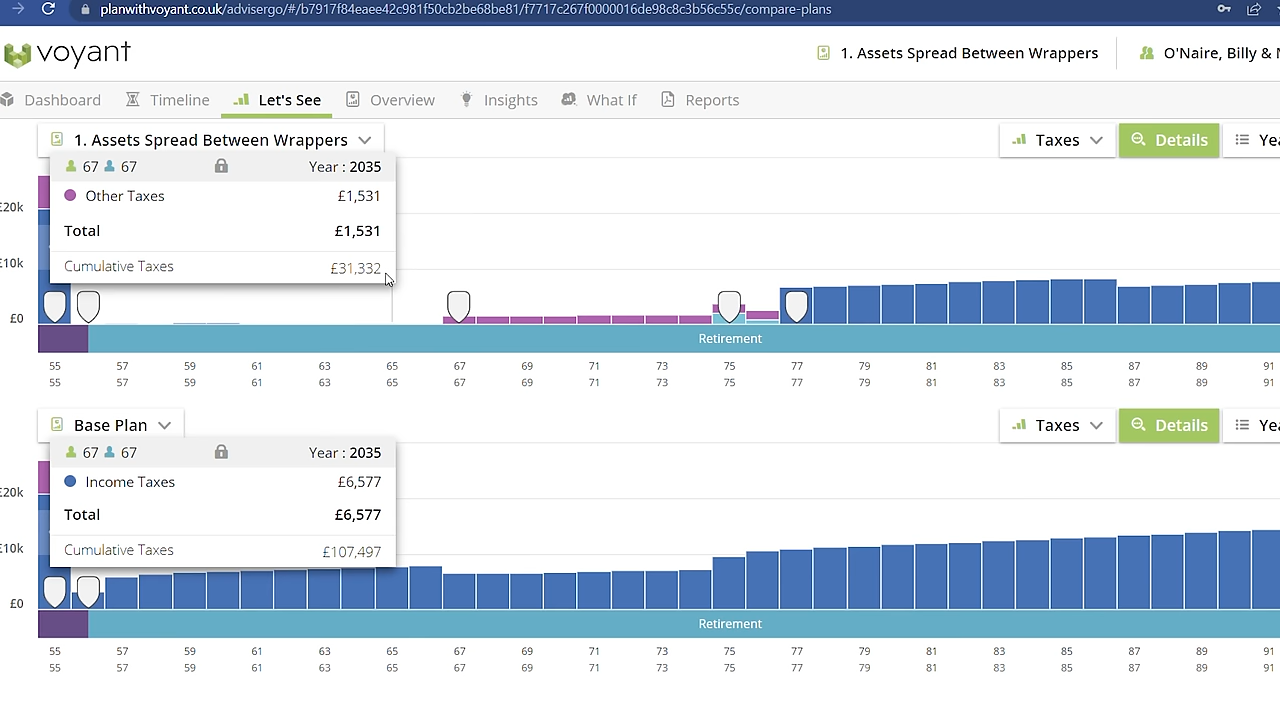 planwithvoyant.co.uk/advisergo/#/b7917f84eaee42c981f50cb2be68be81/f7717c267f0000016de98c8c3b56c55c/compare-plans
voyant
1. Assets Spread Between Wrappers
O'Naire, Billy &
Dashboard Timeline Let's See Overview Insights What If Reports
1. Assets Spread Between Wrappers
Taxes Details
67 67 Year : 2035
Other Taxes £1,531
Total £1,531
Cumulative Taxes £31,332
£20k
£10k
£0
Retirement
55 57 59 61 63 65 67 69 71 73 75 77 79 81 83 85 87 89 91
55 57 59 61 63 65 67 69 71 73 75 77 79 81 83 85 87 89 91
Base Plan
Taxes Details
67 67 Year : 2035
Income Taxes £6,577
Total £6,577
Cumulative Taxes £107,497
£20k
£10k
£0
Retirement
55 57 59 61 63 65 67 69 71 73 75 77 79 81 83 85 87 89 91
55 57 59 61 63 65 67 69 71 73 75 77 79 81 83 85 87 89 91